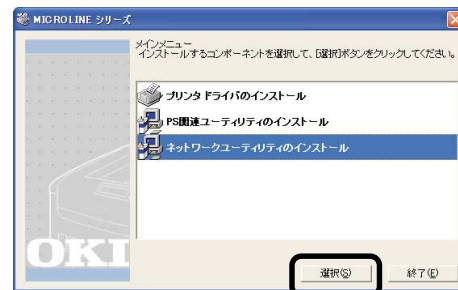 MICROLINE シリーズ
メインメニュー
インストールするコンポーネントを選択して、[選択]ボタンをクリックしてください。
プリンタドライバのインストール
PS関連ユーティリティのインストール
ネットワークユーティリティのインストール
OKI
選択(S)
終了(E)